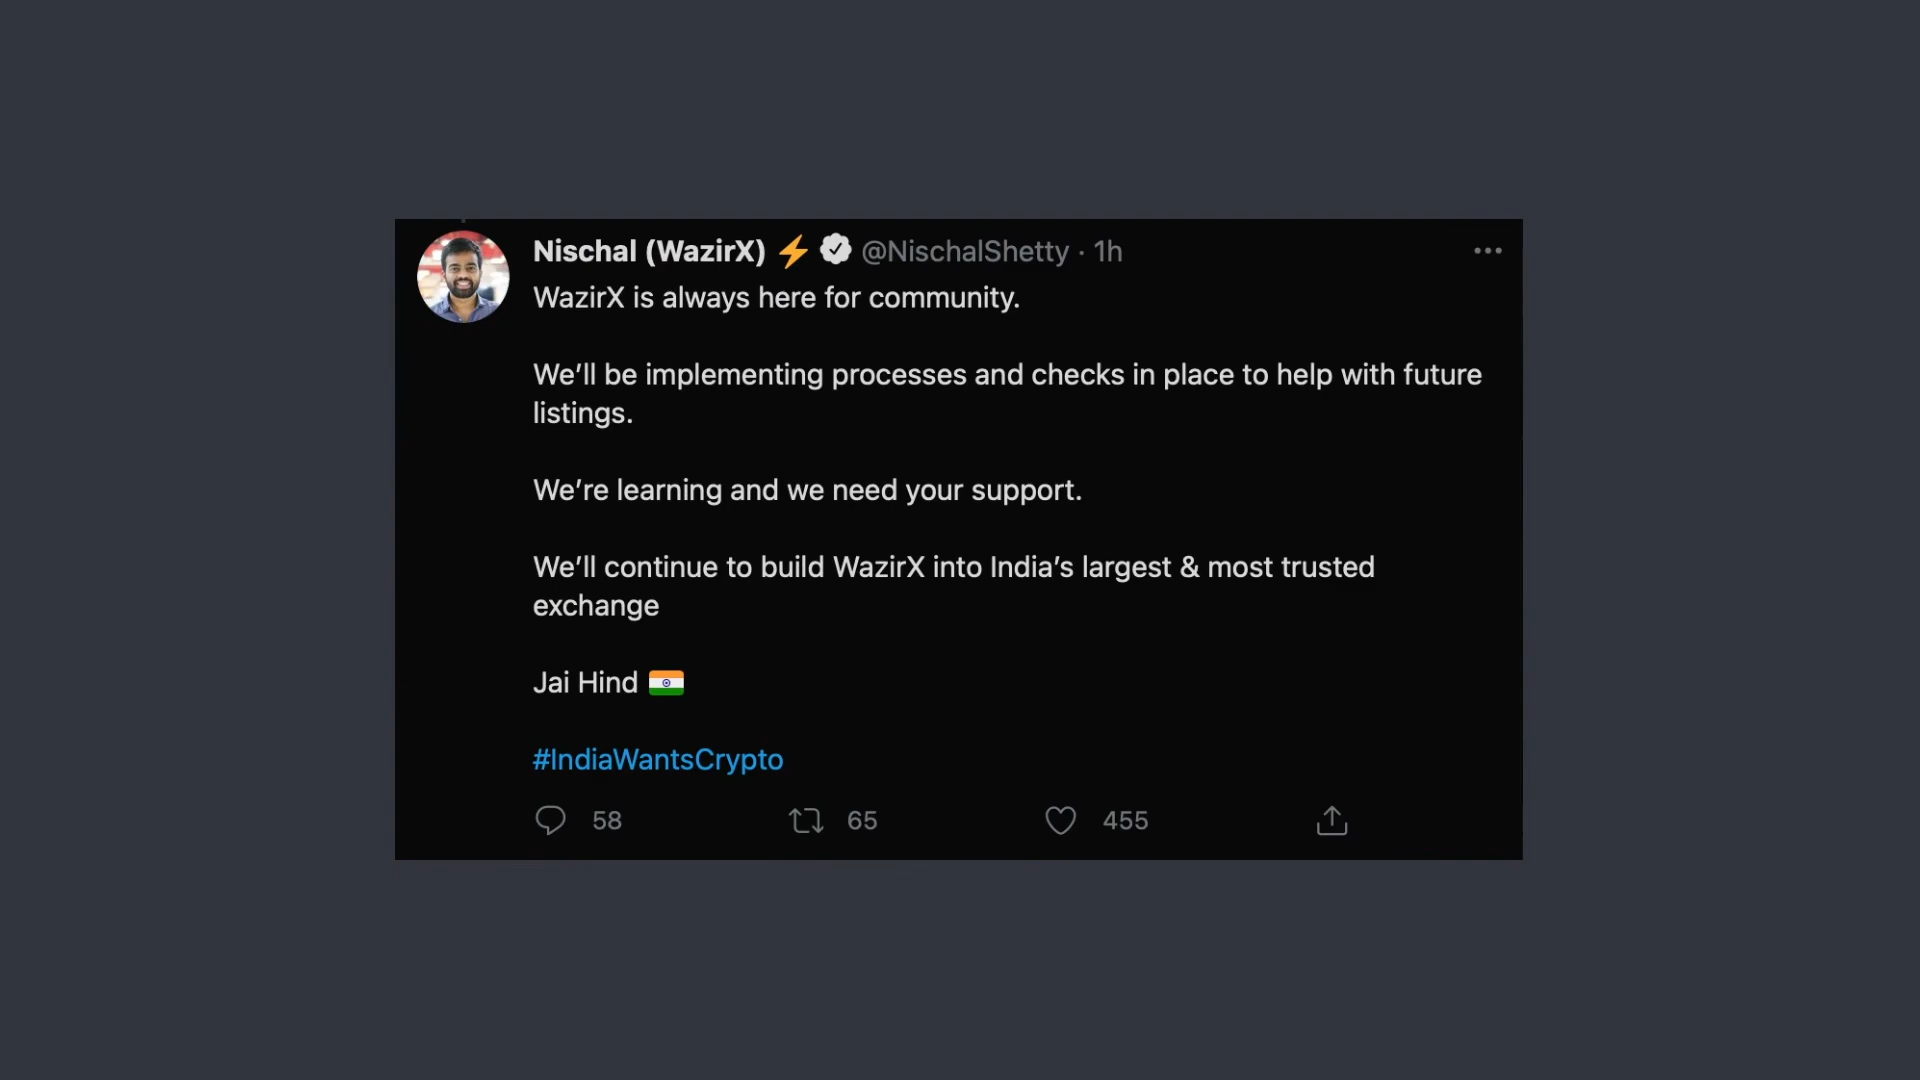 Nischal (WazirX) ⚡ @NischalShetty · 1h
WazirX is always here for community.
We’ll be implementing processes and checks in place to help with future
listings.
We’re learning and we need your support.
We’ll continue to build WazirX into India’s largest & most trusted
exchange
Jai Hind 🇮🇳
#IndiaWantsCrypto
58 65 455